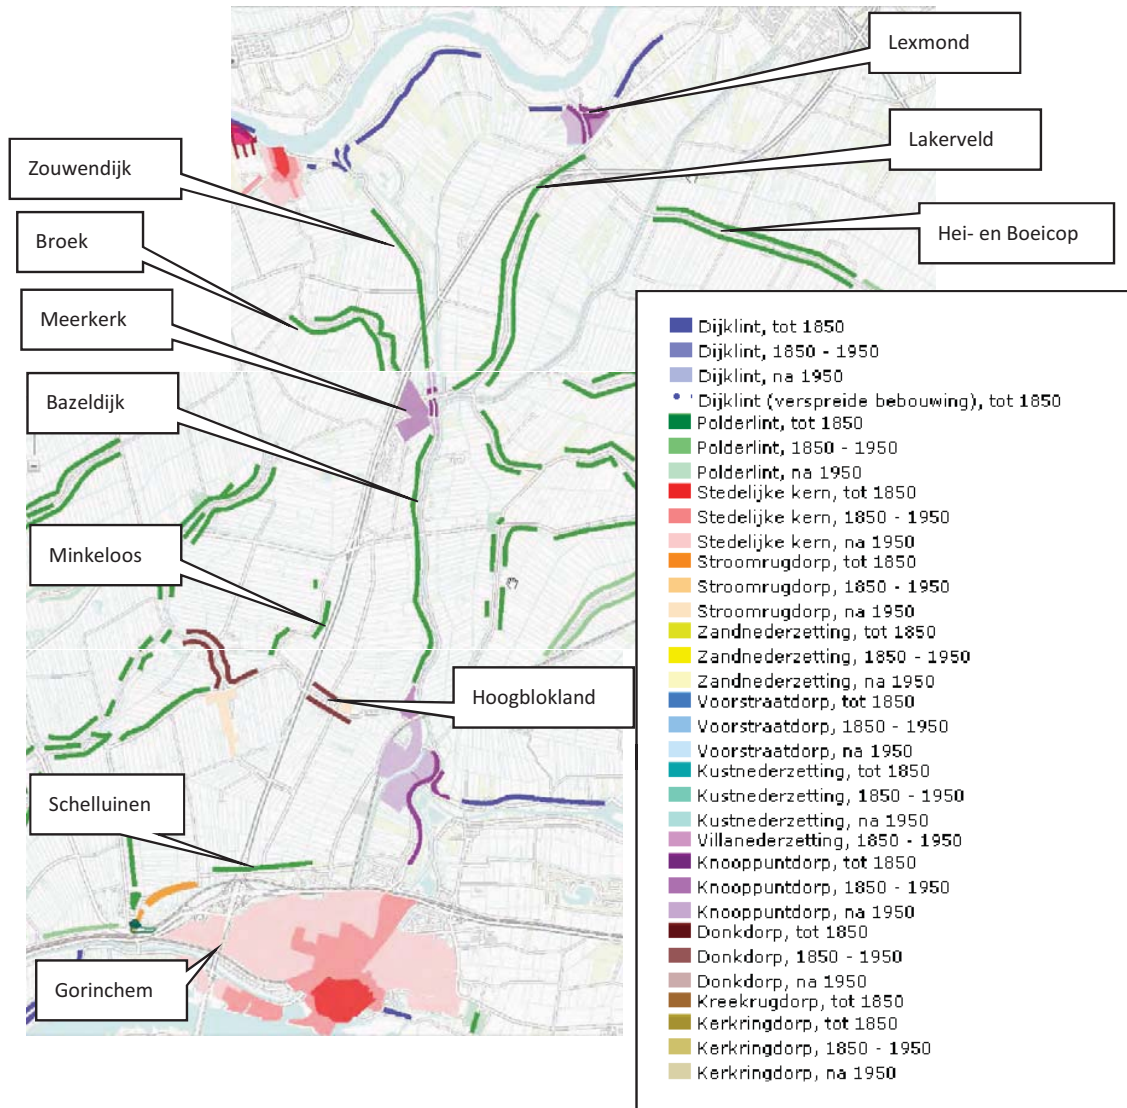 Lexmond
Zouwendijk
Lakerveld
Broek
Hei- en Boeicop
Meerkerk
Bazeldijk
Minkeloos
Hoogblokland
Schelluinen
Gorinchem
Dijklint, tot 1850
Dijklint, 1850 - 1950
Dijklint, na 1950
Dijklint (verspreide bebouwing), tot 1850
Polderlint, tot 1850
Polderlint, 1850 - 1950
Polderlint, na 1950
Stedelijke kern, tot 1850
Stedelijke kern, 1850 - 1950
Stedelijke kern, na 1950
Stroomrugdorp, tot 1850
Stroomrugdorp, 1850 - 1950
Stroomrugdorp, na 1950
Zandnederzetting, tot 1850
Zandnederzetting, 1850 - 1950
Zandnederzetting, na 1950
Voorstraatdorp, tot 1850
Voorstraatdorp, 1850 - 1950
Voorstraatdorp, na 1950
Kustnederzetting, tot 1850
Kustnederzetting, 1850 - 1950
Kustnederzetting, na 1950
Villanederzetting, 1850 - 1950
Knooppuntdorp, tot 1850
Knooppuntdorp, 1850 - 1950
Knooppuntdorp, na 1950
Donkdorp, tot 1850
Donkdorp, 1850 - 1950
Donkdorp, na 1950
Kreekrugdorp, tot 1850
Kerkringdorp, tot 1850
Kerkringdorp, 1850 - 1950
Kerkringdorp, na 1950